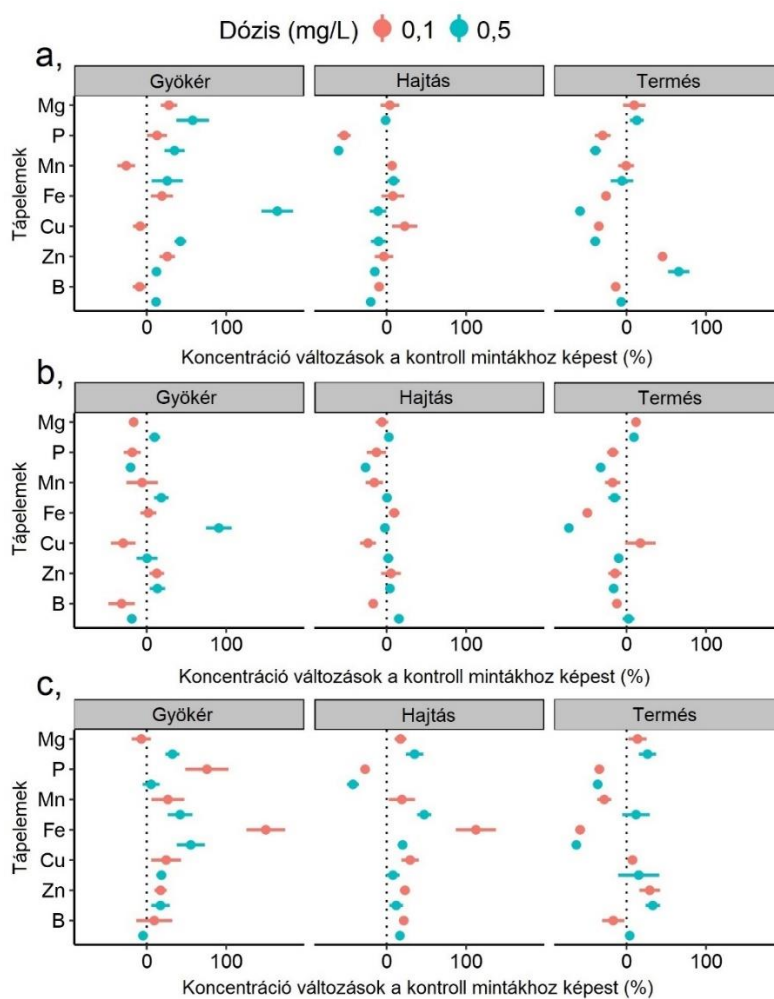 Dózis (mg/L) 0,1 0,5
a,
Gyökér Hajtás Termés
Tápelemek
Mg
P
Mn
Fe
Cu
Zn
B
0 100 0 100 0 100
Koncentráció változások a kontroll mintákhoz képest (%)
b,
Gyökér Hajtás Termés
Tápelemek
Mg
P
Mn
Fe
Cu
Zn
B
0 100 0 100 0 100
Koncentráció változások a kontroll mintákhoz képest (%)
c,
Gyökér Hajtás Termés
Tápelemek
Mg
P
Mn
Fe
Cu
Zn
B
0 100 0 100 0 100
Koncentráció változások a kontroll mintákhoz képest (%)